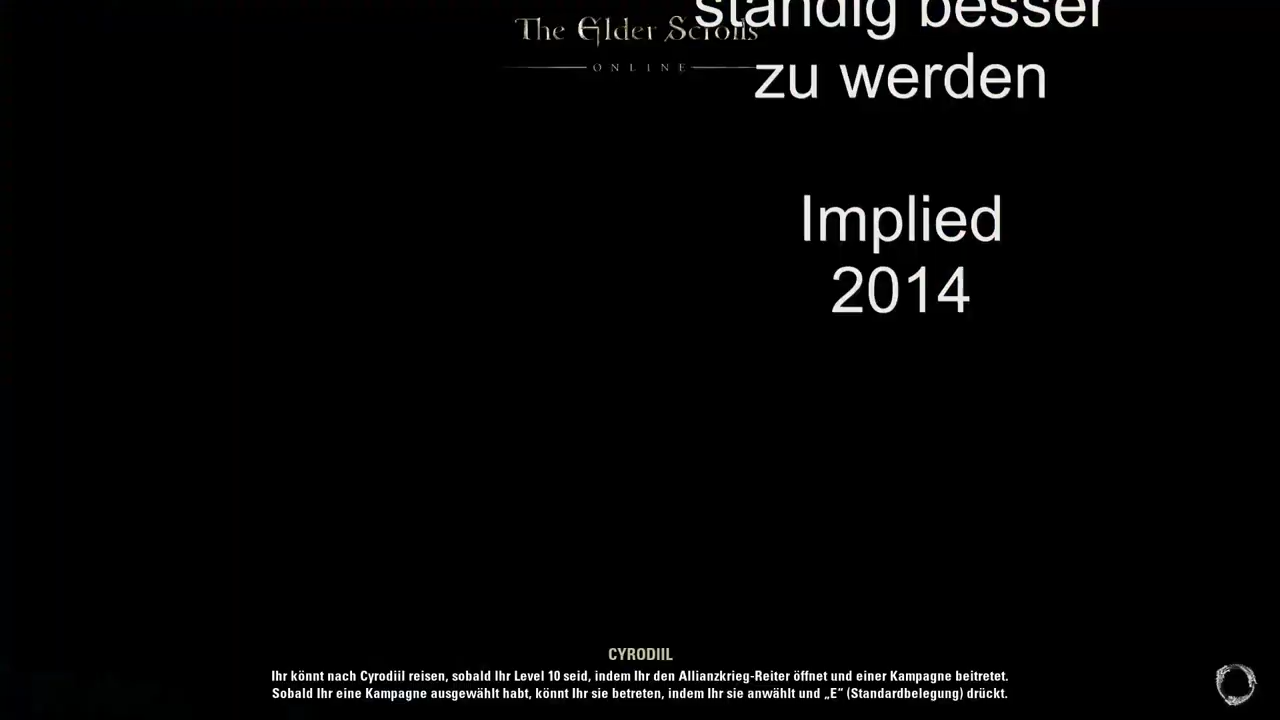 ständig besser
The Elder Scrolls
ONLINE
zu werden
Implied
2014
CYRODIIL
Ihr könnt nach Cyrodiil reisen, sobald Ihr Level 10 seid, indem Ihr den Allianzkrieg-Reiter öffnet und einer Kampagne beitretet.
Sobald Ihr eine Kampagne ausgewählt habt, könnt Ihr sie betreten, indem Ihr sie anwählt und „E” (Standardbelegung) drückt.